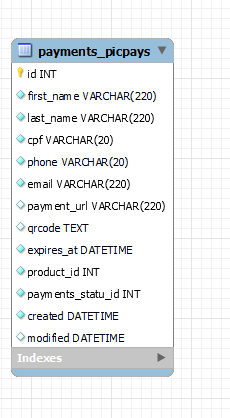 payments_picpays
id INT
first_name VARCHAR(220)
last_name VARCHAR(220)
cpf VARCHAR(20)
phone VARCHAR(20)
email VARCHAR(220)
payment_url VARCHAR(220)
qrcode TEXT
expires_at DATETIME
product_id INT
payments_statu_id INT
created DATETIME
modified DATETIME
Indexes